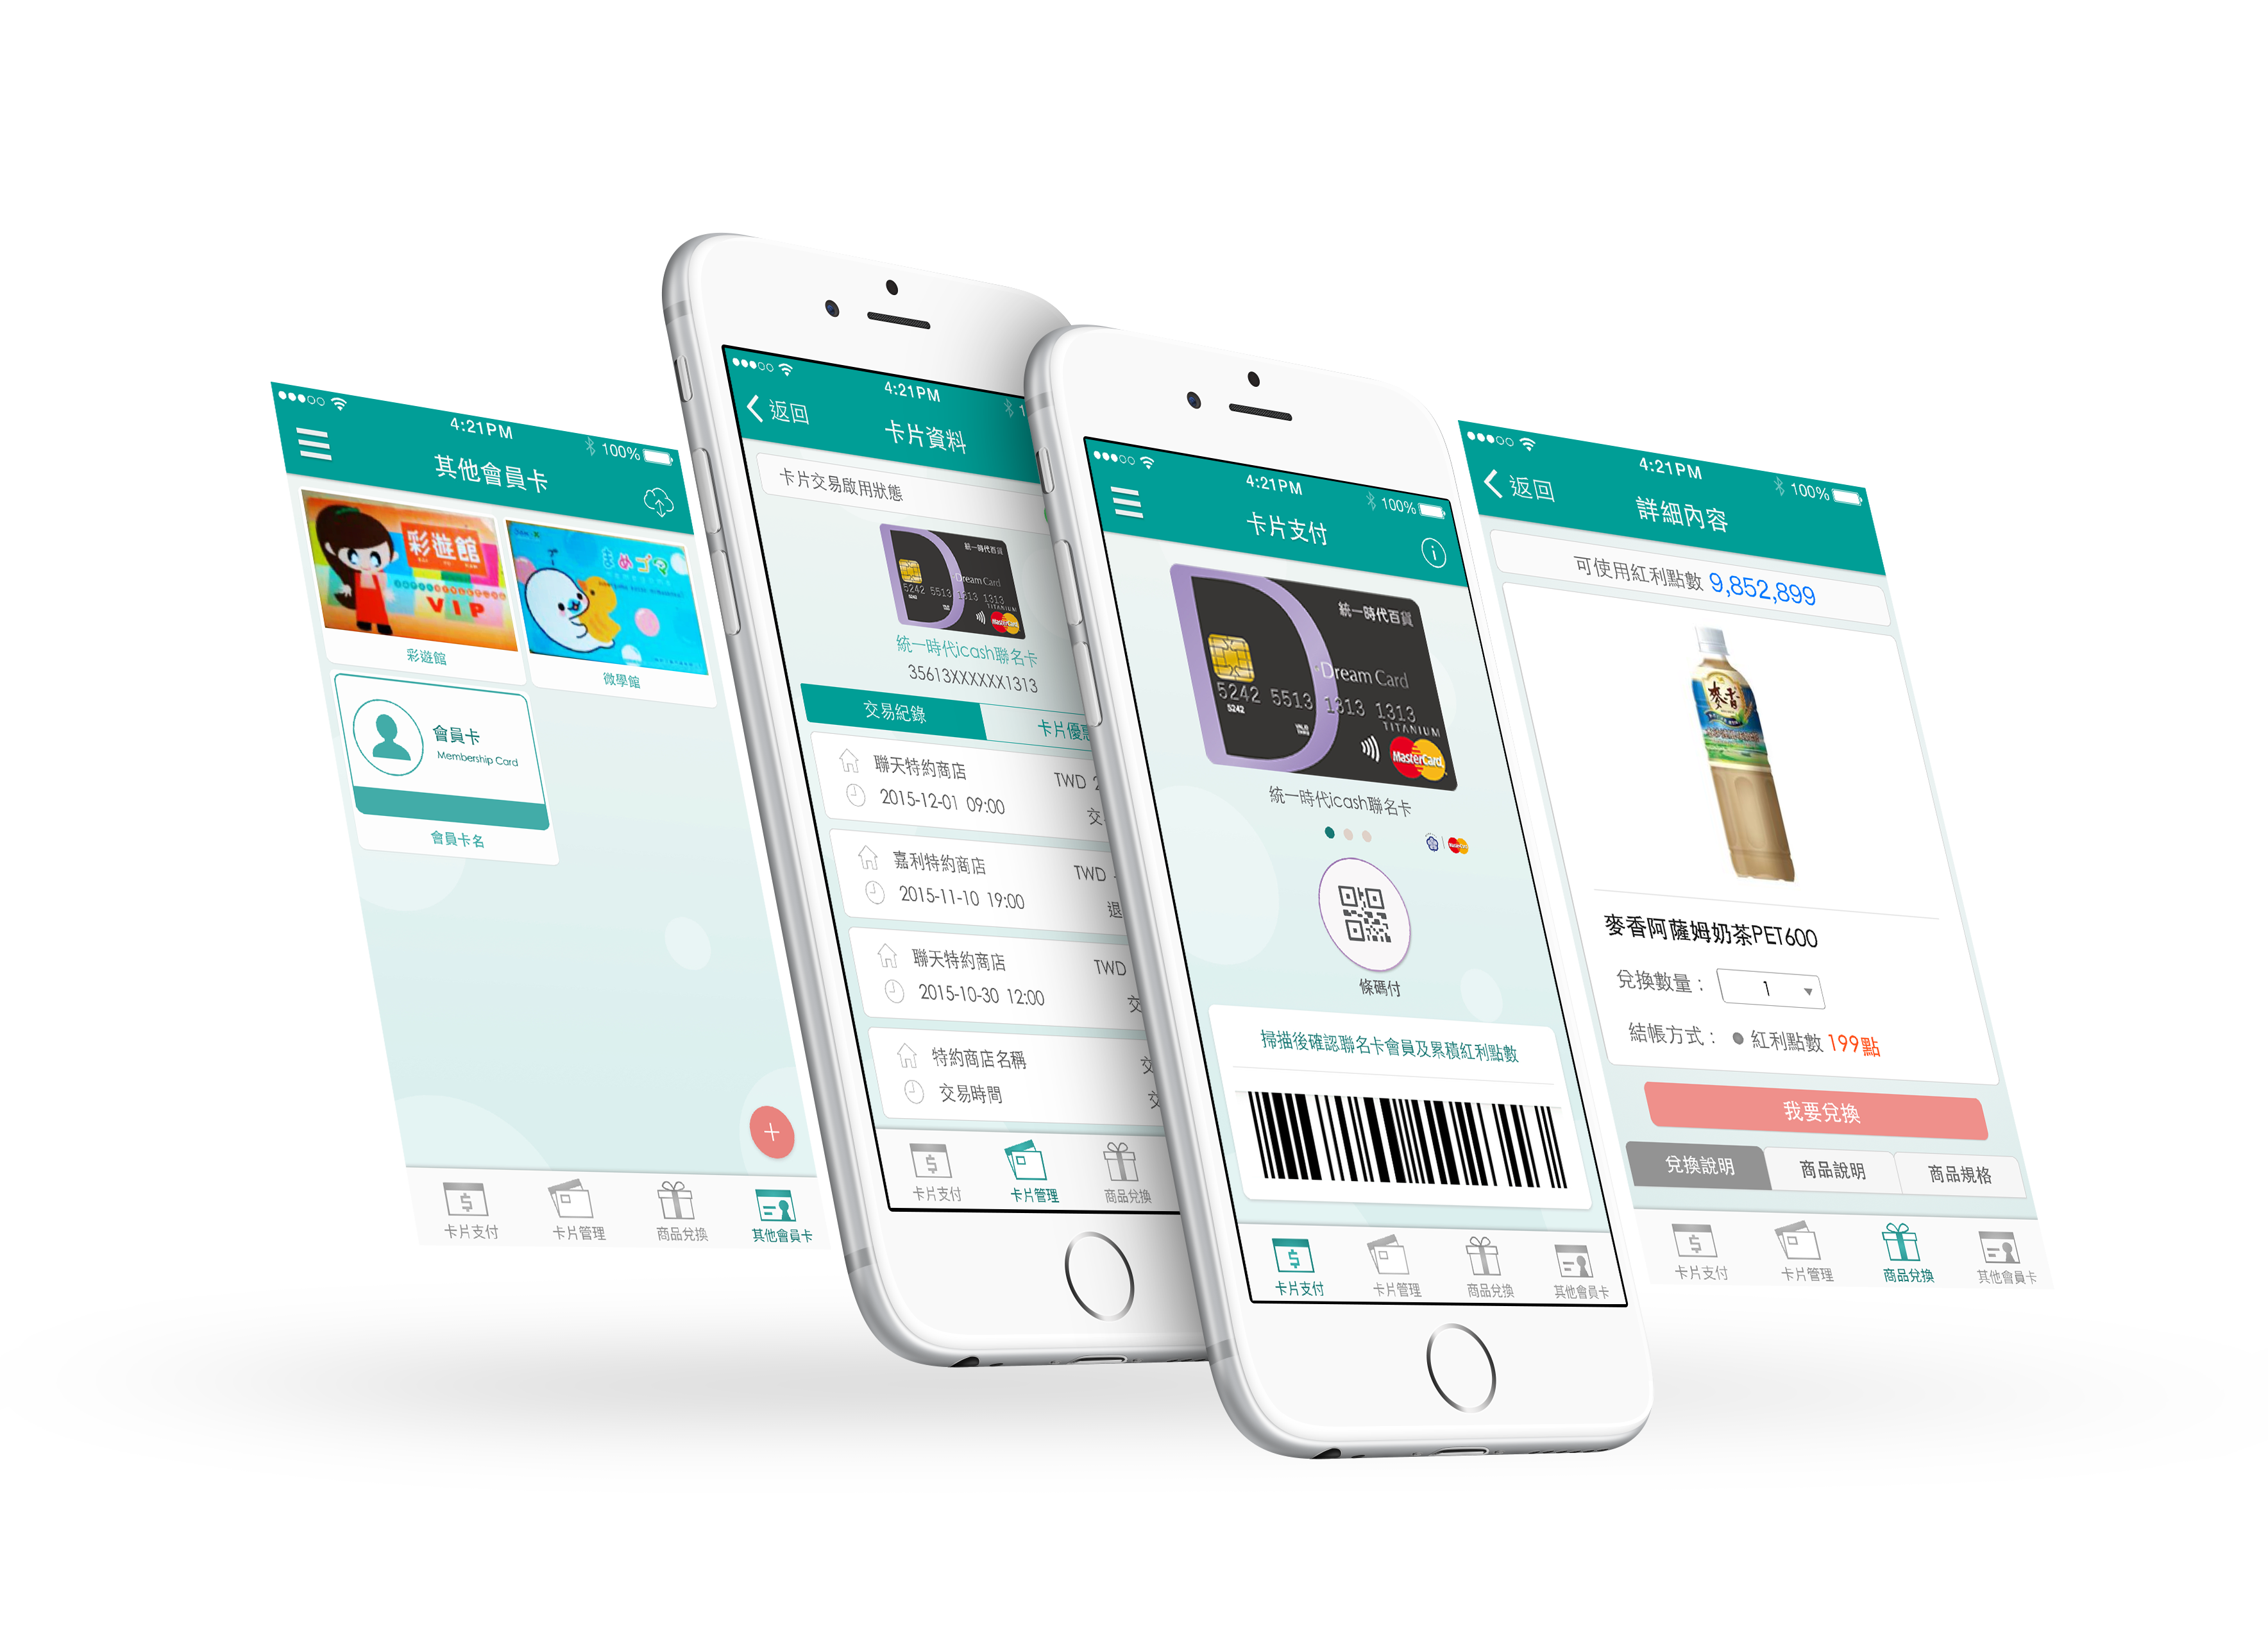 4:21PM
100%
其他會員卡
彩遊館
VIP
彩遊館
まめゴマ
微學館
會員卡
Membership Card
會員卡名
卡片支付
卡片管理
商品兌換
其他會員卡
4:21PM
返回
卡片資料
卡片交易啟用狀態
統一時代百貨
Dream Card
5242 5513 1313 1313
5242
TITANIUM
MasterCard
統一時代icash聯名卡
35613XXXXXX1313
交易紀錄
卡片優
聯天特約商店
TWD 2
2015-12-01 09:00
交
嘉利特約商店
TWD
2015-11-10 19:00
退
聯天特約商店
TWD
2015-10-30 12:00
交
特約商店名稱
交
交易時間
交
卡片支付
卡片管理
商品兌換
4:21PM
100%
卡片支付
統一時代百貨
Dream Card
5242 5513 1313 1313
5242
TITANIUM
MasterCard
統一時代icash聯名卡
MasterCard
條碼付
掃描後確認聯名卡會員及累積紅利點數
卡片支付
卡片管理
商品兌換
其他會員卡
4:21PM
100%
返回
詳細內容
可使用紅利點數 9,852,899
麥香
麥香阿薩姆奶茶PET600
兌換數量： 1
結帳方式： 紅利點數 199點
我要兌換
兌換說明
商品說明
商品規格
卡片支付
卡片管理
商品兌換
其他會員卡